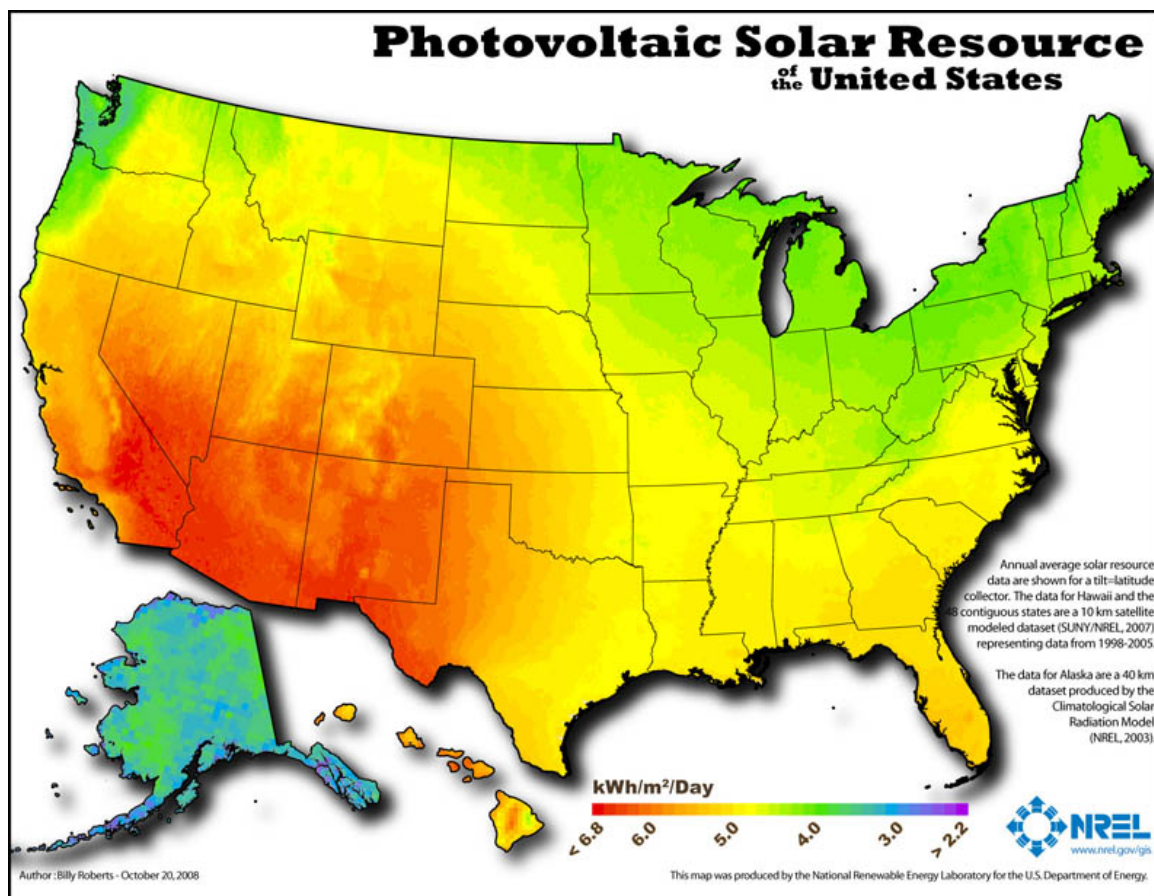 Photovoltaic Solar Resource
of the United States
Annual average solar resource
data are shown for a tilt=latitude
collector. The data for Hawaii and the
48 contiguous states are a 10 km satellite
modeled dataset (SUNY/NREL, 2007)
representing data from 1998-2005.
The data for Alaska are a 40 km
dataset produced by the
Climatological Solar
Radiation Model
(NREL, 2003).
kWh/m²/Day
< 6.8 6.0 5.0 4.0 3.0 > 2.2
NREL
www.nrel.gov/gis
Author : Billy Roberts - October 20, 2008
This map was produced by the National Renewable Energy Laboratory for the U.S. Department of Energy.